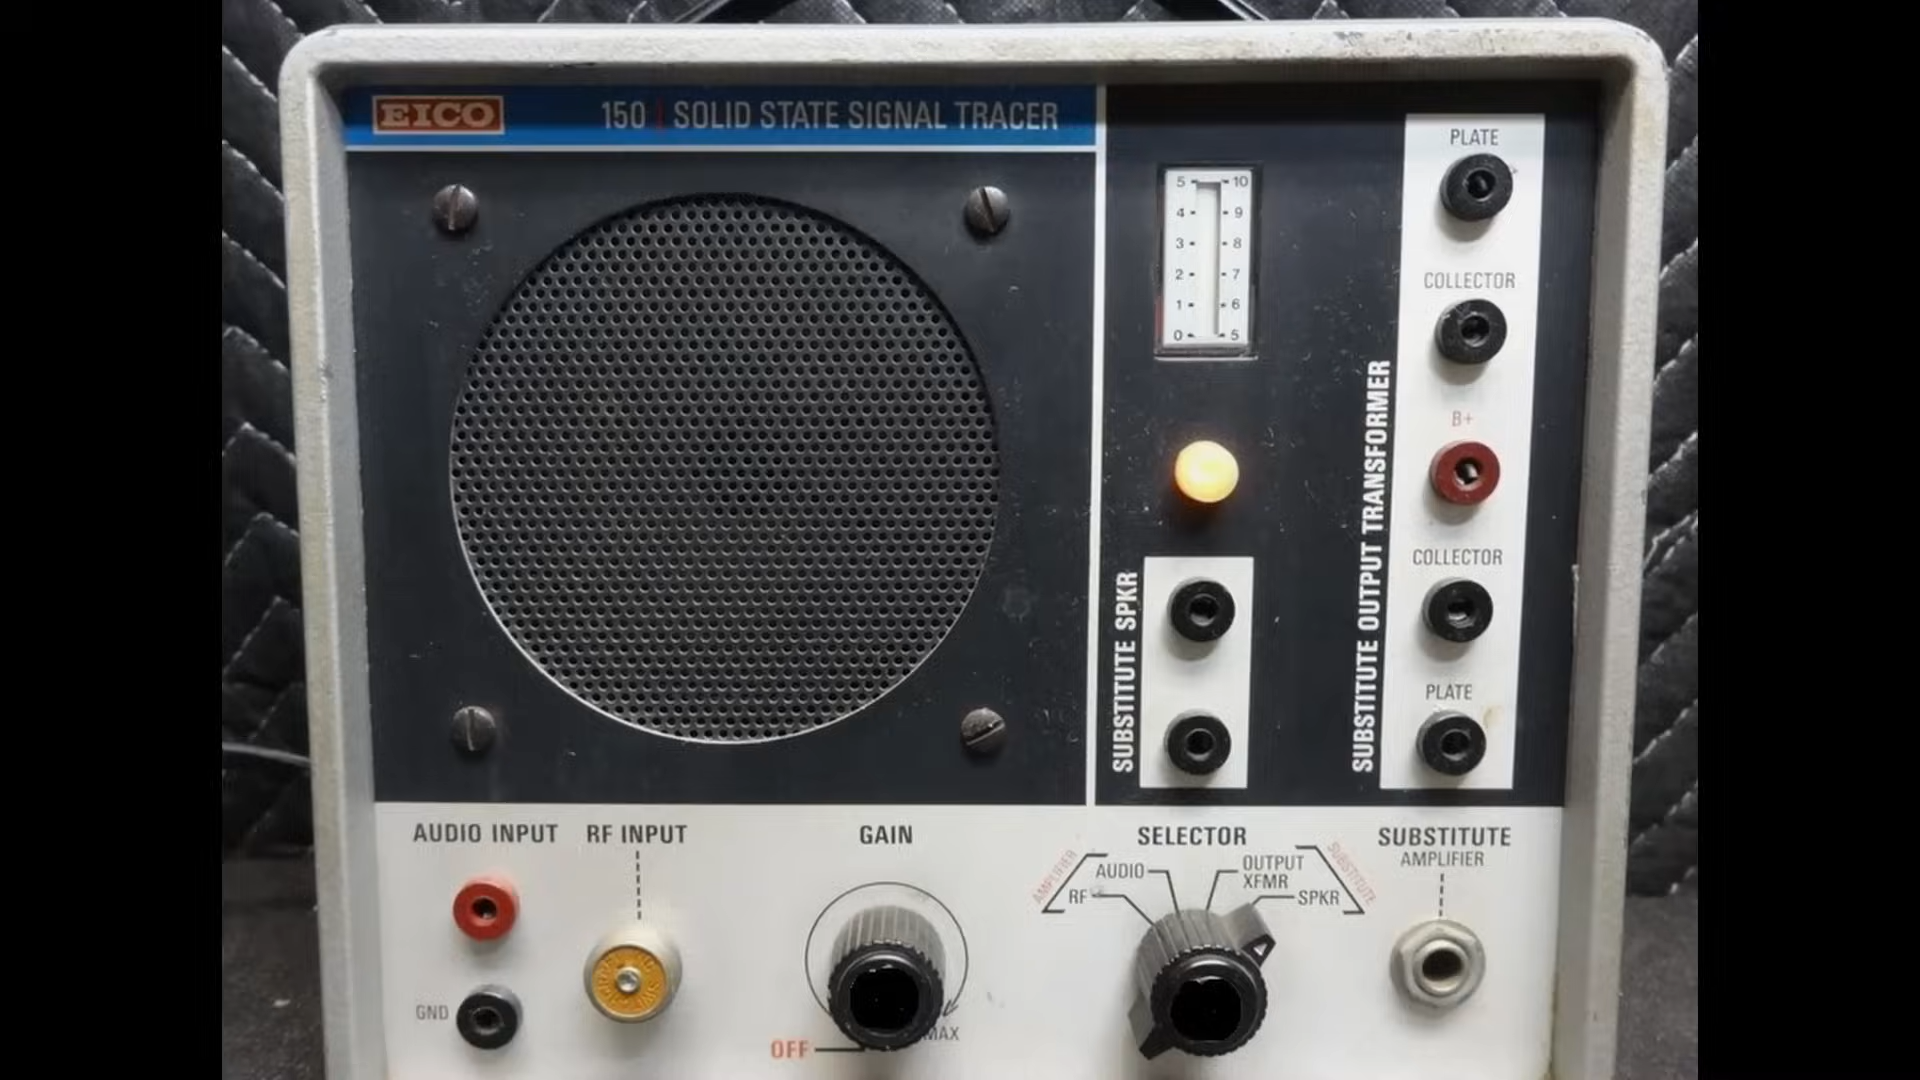 EICO
150 | SOLID STATE SIGNAL TRACER
5 10
4 9
3 8
2 7
1 6
0 5
PLATE
COLLECTOR
B+
COLLECTOR
PLATE
SUBSTITUTE OUTPUT TRANSFORMER
SUBSTITUTE SPKR
AUDIO INPUT
GND
RF INPUT
GAIN
OFF
MAX
SELECTOR
AMPLIFIER
RF
AUDIO
OUTPUT
XFMR
SPKR
SUBSTITUTE
SUBSTITUTE
AMPLIFIER